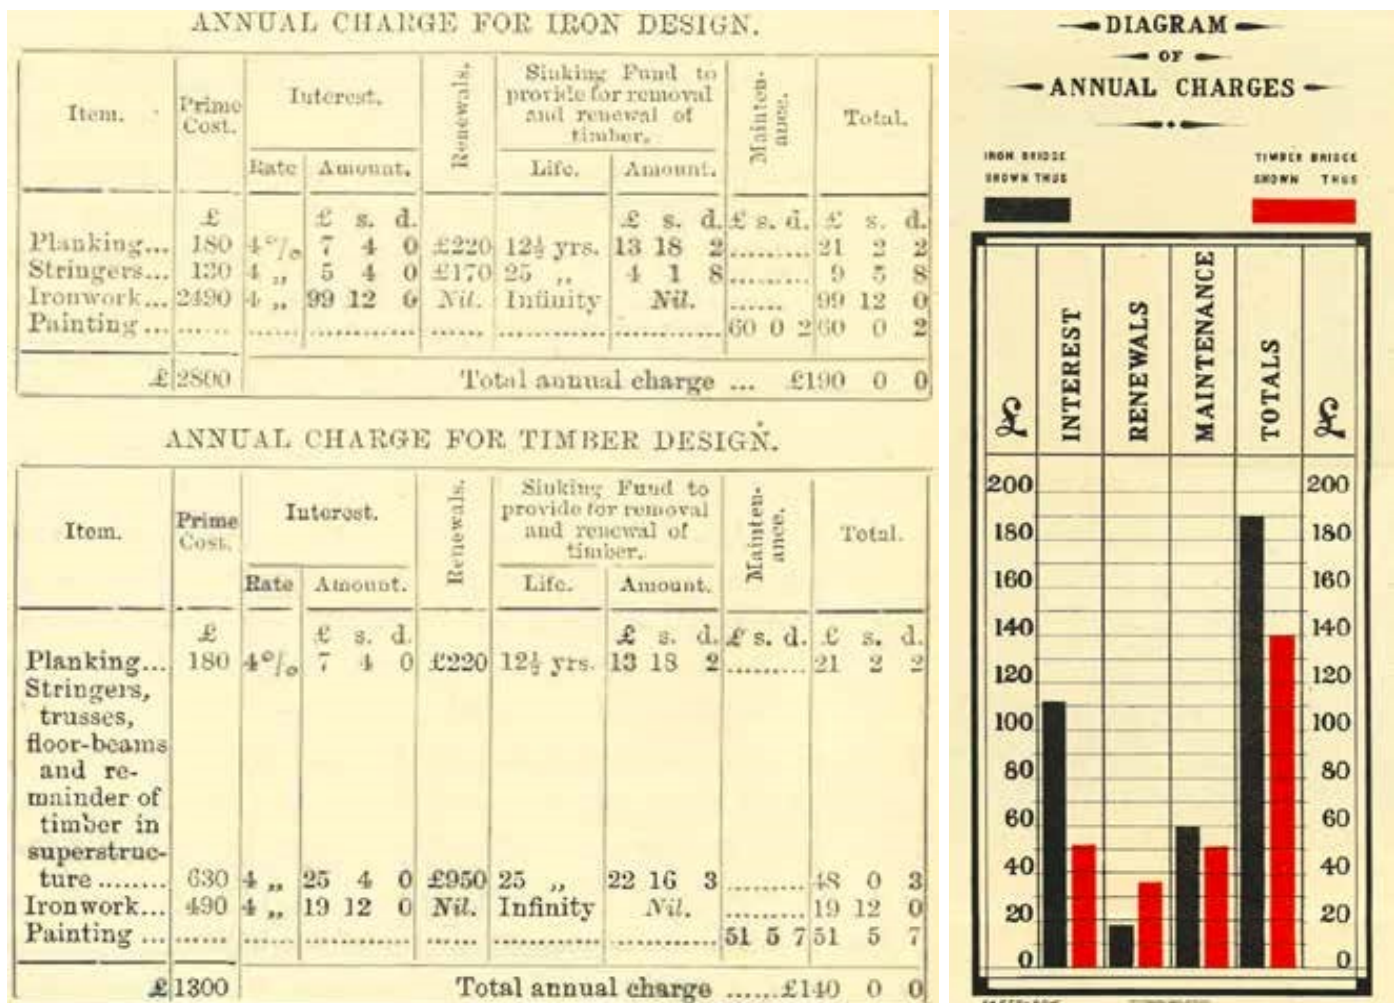 ANNUAL CHARGE FOR IRON DESIGN.
Item. Prime Cost. Interest. Renewals. Sinking Fund to provide for removal and renewal of timber. Mainten-ance. Total.
Rate Amount. Life. Amount.
£ £ s. d. £ s. d. £ s. d. £ s. d.
Planking... 180 4°/o 7 4 0 £220 12½ yrs. 13 18 2 ......... 21 2 2
Stringers... 130 4 „ 5 4 0 £170 25 „ 4 1 8 ......... 9 5 8
Ironwork... 2490 4 „ 99 12 0 Nil. Infinity Nil. ...... 99 12 0
Painting ... ...... ...... ............ ...... ............ ............ 60 0 2 60 0 2
£ 2800 Total annual charge ... £190 0 0
ANNUAL CHARGE FOR TIMBER DESIGN.
Item. Prime Cost. Interest. Renewals. Sinking Fund to provide for removal and renewal of timber. Mainten-ance. Total.
Rate Amount. Life. Amount.
£ £ s. d. £ s. d. £ s. d. £ s. d.
Planking... 180 4°/o 7 4 0 £220 12½ yrs. 13 18 2 ......... 21 2 2
Stringers,
trusses,
floor-beams
and re-
mainder of
timber in
superstruc-
ture ........ 630 4 „ 25 4 0 £950 25 „ 22 16 3 ......... 48 0 3
Ironwork... 490 4 „ 19 12 0 Nil. Infinity Nil. ......... 19 12 0
Painting ... ...... ...... ............ ...... ............ ............ 51 5 7 51 5 7
£ 1300 Total annual charge ......£140 0 0
DIAGRAM
OF
ANNUAL CHARGES
IRON BRIDGE
SHOWN THUS
TIMBER BRIDGE
SHOWN THUS
£ INTEREST RENEWALS MAINTENANCE TOTALS £
200 200
180 180
160 160
140 140
120 120
100 100
80 80
60 60
40 40
20 20
0 0